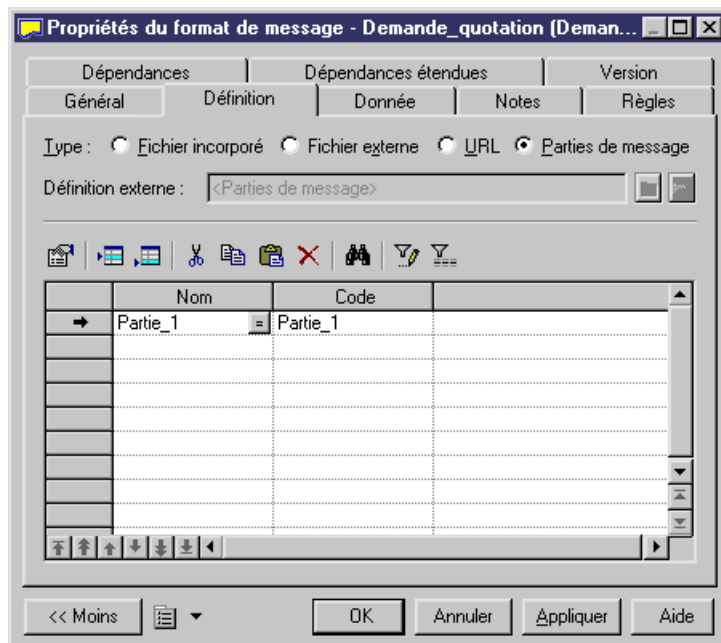 Propriétés du format de message - Demande_quotation (Deman...
Dépendances Dépendances étendues Version
Général Définition Donnée Notes Règles
Type : Fichier incorporé Fichier externe URL Parties de message
Définition externe : <Parties de message>
Nom Code
Partie_1 = Partie_1
<< Moins OK Annuler Appliquer Aide